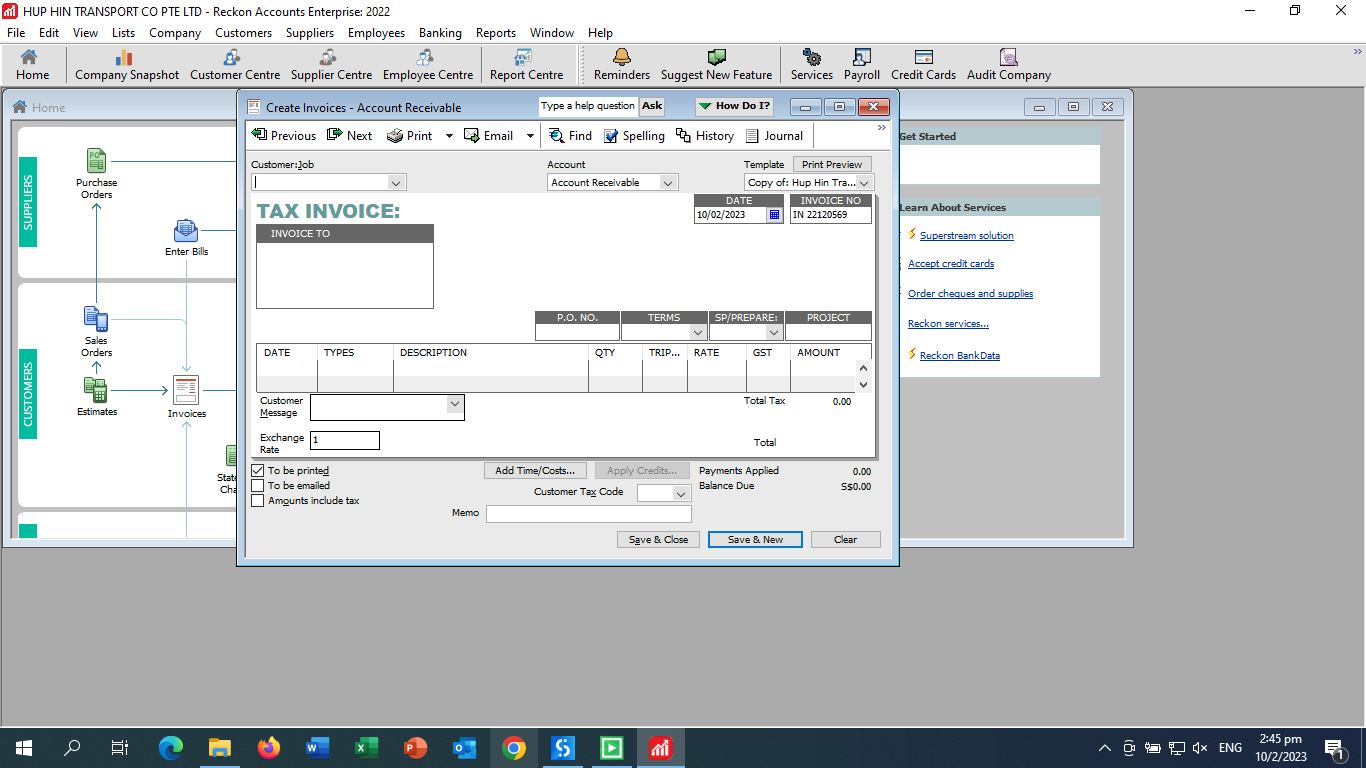 HUP HIN TRANSPORT CO PTE LTD - Reckon Accounts Enterprise: 2022
File Edit View Lists Company Customers Suppliers Employees Banking Reports Window Help
Home Company Snapshot Customer Centre Supplier Centre Employee Centre Report Centre Reminders Suggest New Feature Services Payroll Credit Cards Audit Company
Home
SUPPLIERS
Purchase
Orders
Enter Bills
CUSTOMERS
Sales
Orders
Estimates
Invoices
State
Cha
Create Invoices - Account Receivable
Type a help question Ask
How Do I?
Previous Next Print Email Find Spelling History Journal
Customer:Job Account Template Print Preview
Account Receivable Copy of: Hup Hin Tra...
TAX INVOICE:
DATE INVOICE NO
10/02/2023 IN 22120569
INVOICE TO
P.O. NO. TERMS SP/PREPARE: PROJECT
DATE TYPES DESCRIPTION QTY TRIP... RATE GST AMOUNT
Customer
Message
Total Tax 0.00
Exchange
Rate
1
Total
To be printed
To be emailed
Amounts include tax
Add Time/Costs... Apply Credits...
Payments Applied 0.00
Customer Tax Code
Balance Due S$0.00
Memo
Save & Close Save & New Clear
Get Started
Learn About Services
Superstream solution
Accept credit cards
Order cheques and supplies
Reckon services...
Reckon BankData
ENG
2:45 pm
10/2/2023
1